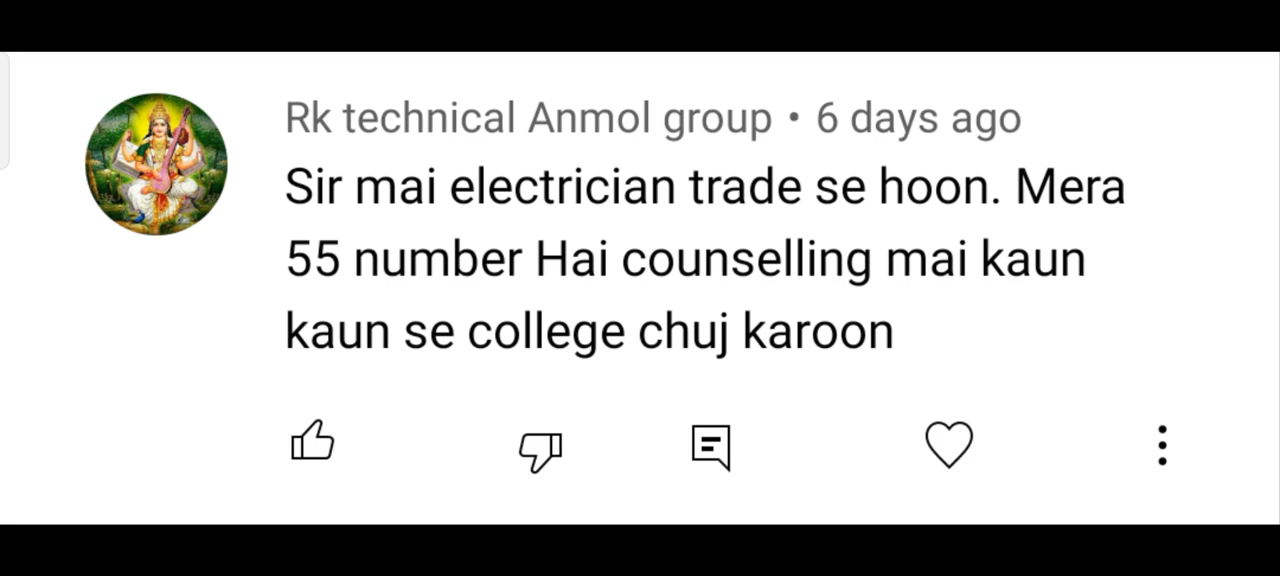 Rk technical Anmol group • 6 days ago
Sir mai electrician trade se hoon. Mera
55 number Hai counselling mai kaun
kaun se college chuj karoon